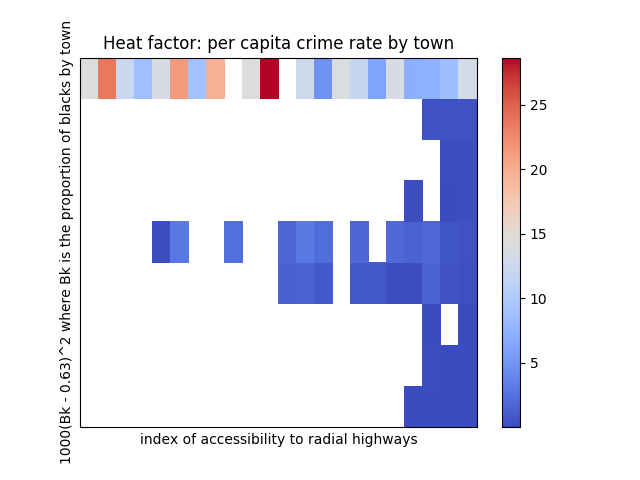 Heat factor: per capita crime rate by town
1000(Bk - 0.63)^2 where Bk is the proportion of blacks by town
index of accessibility to radial highways
25
20
15
10
5